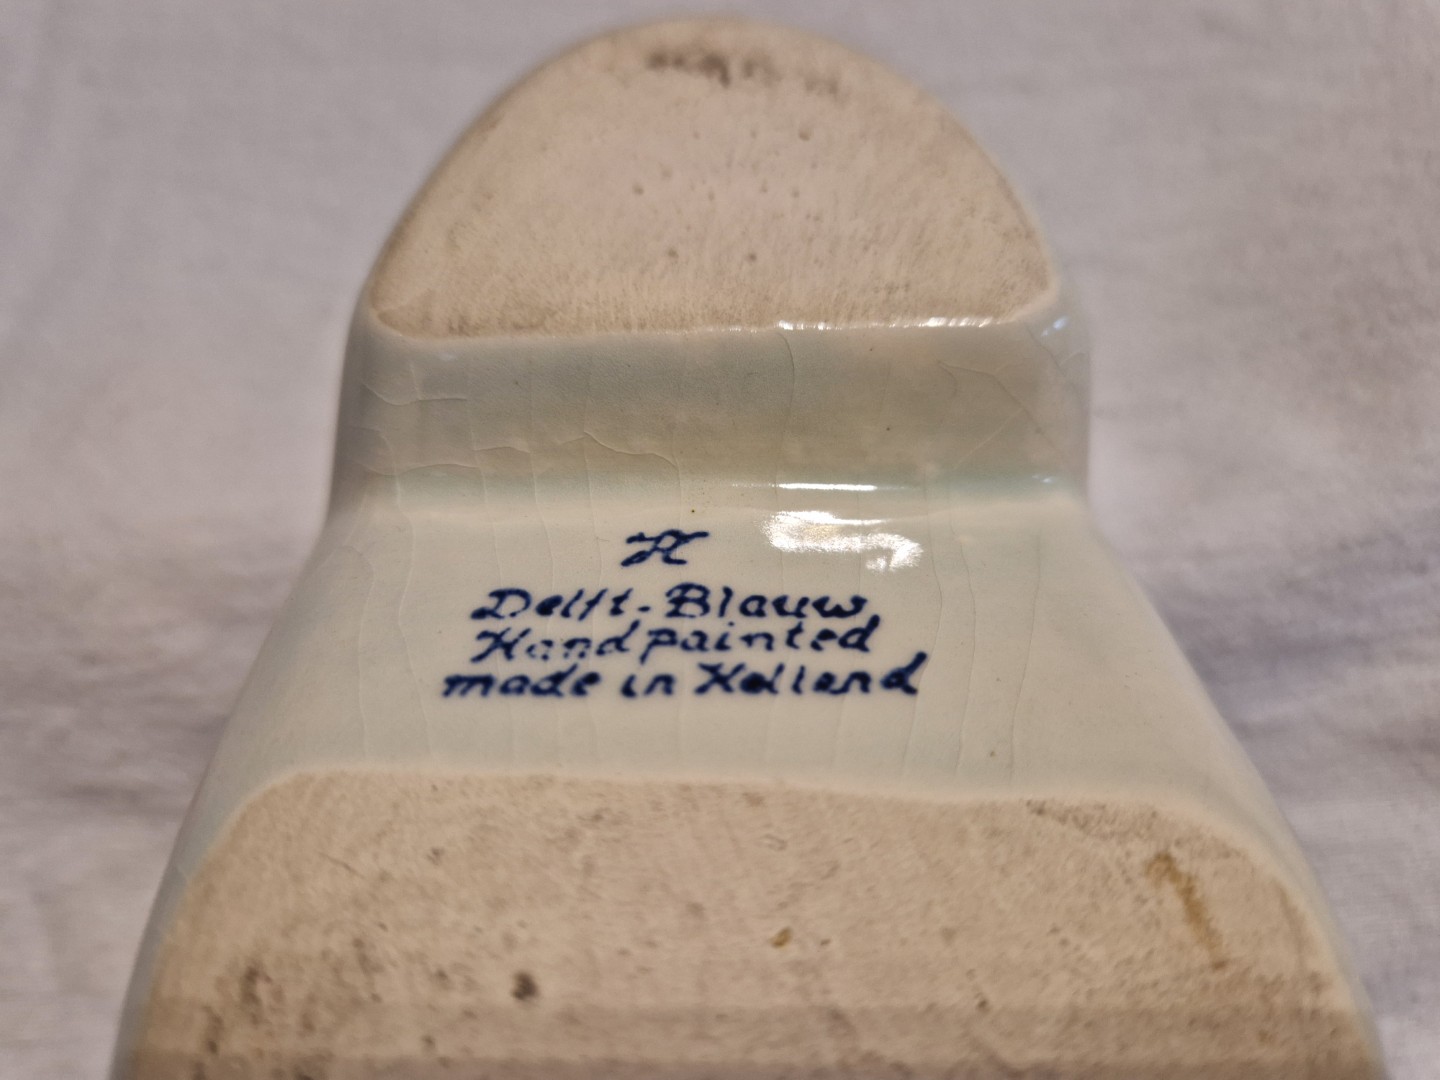 Delft-Blauw
Handpainted
made in Holland